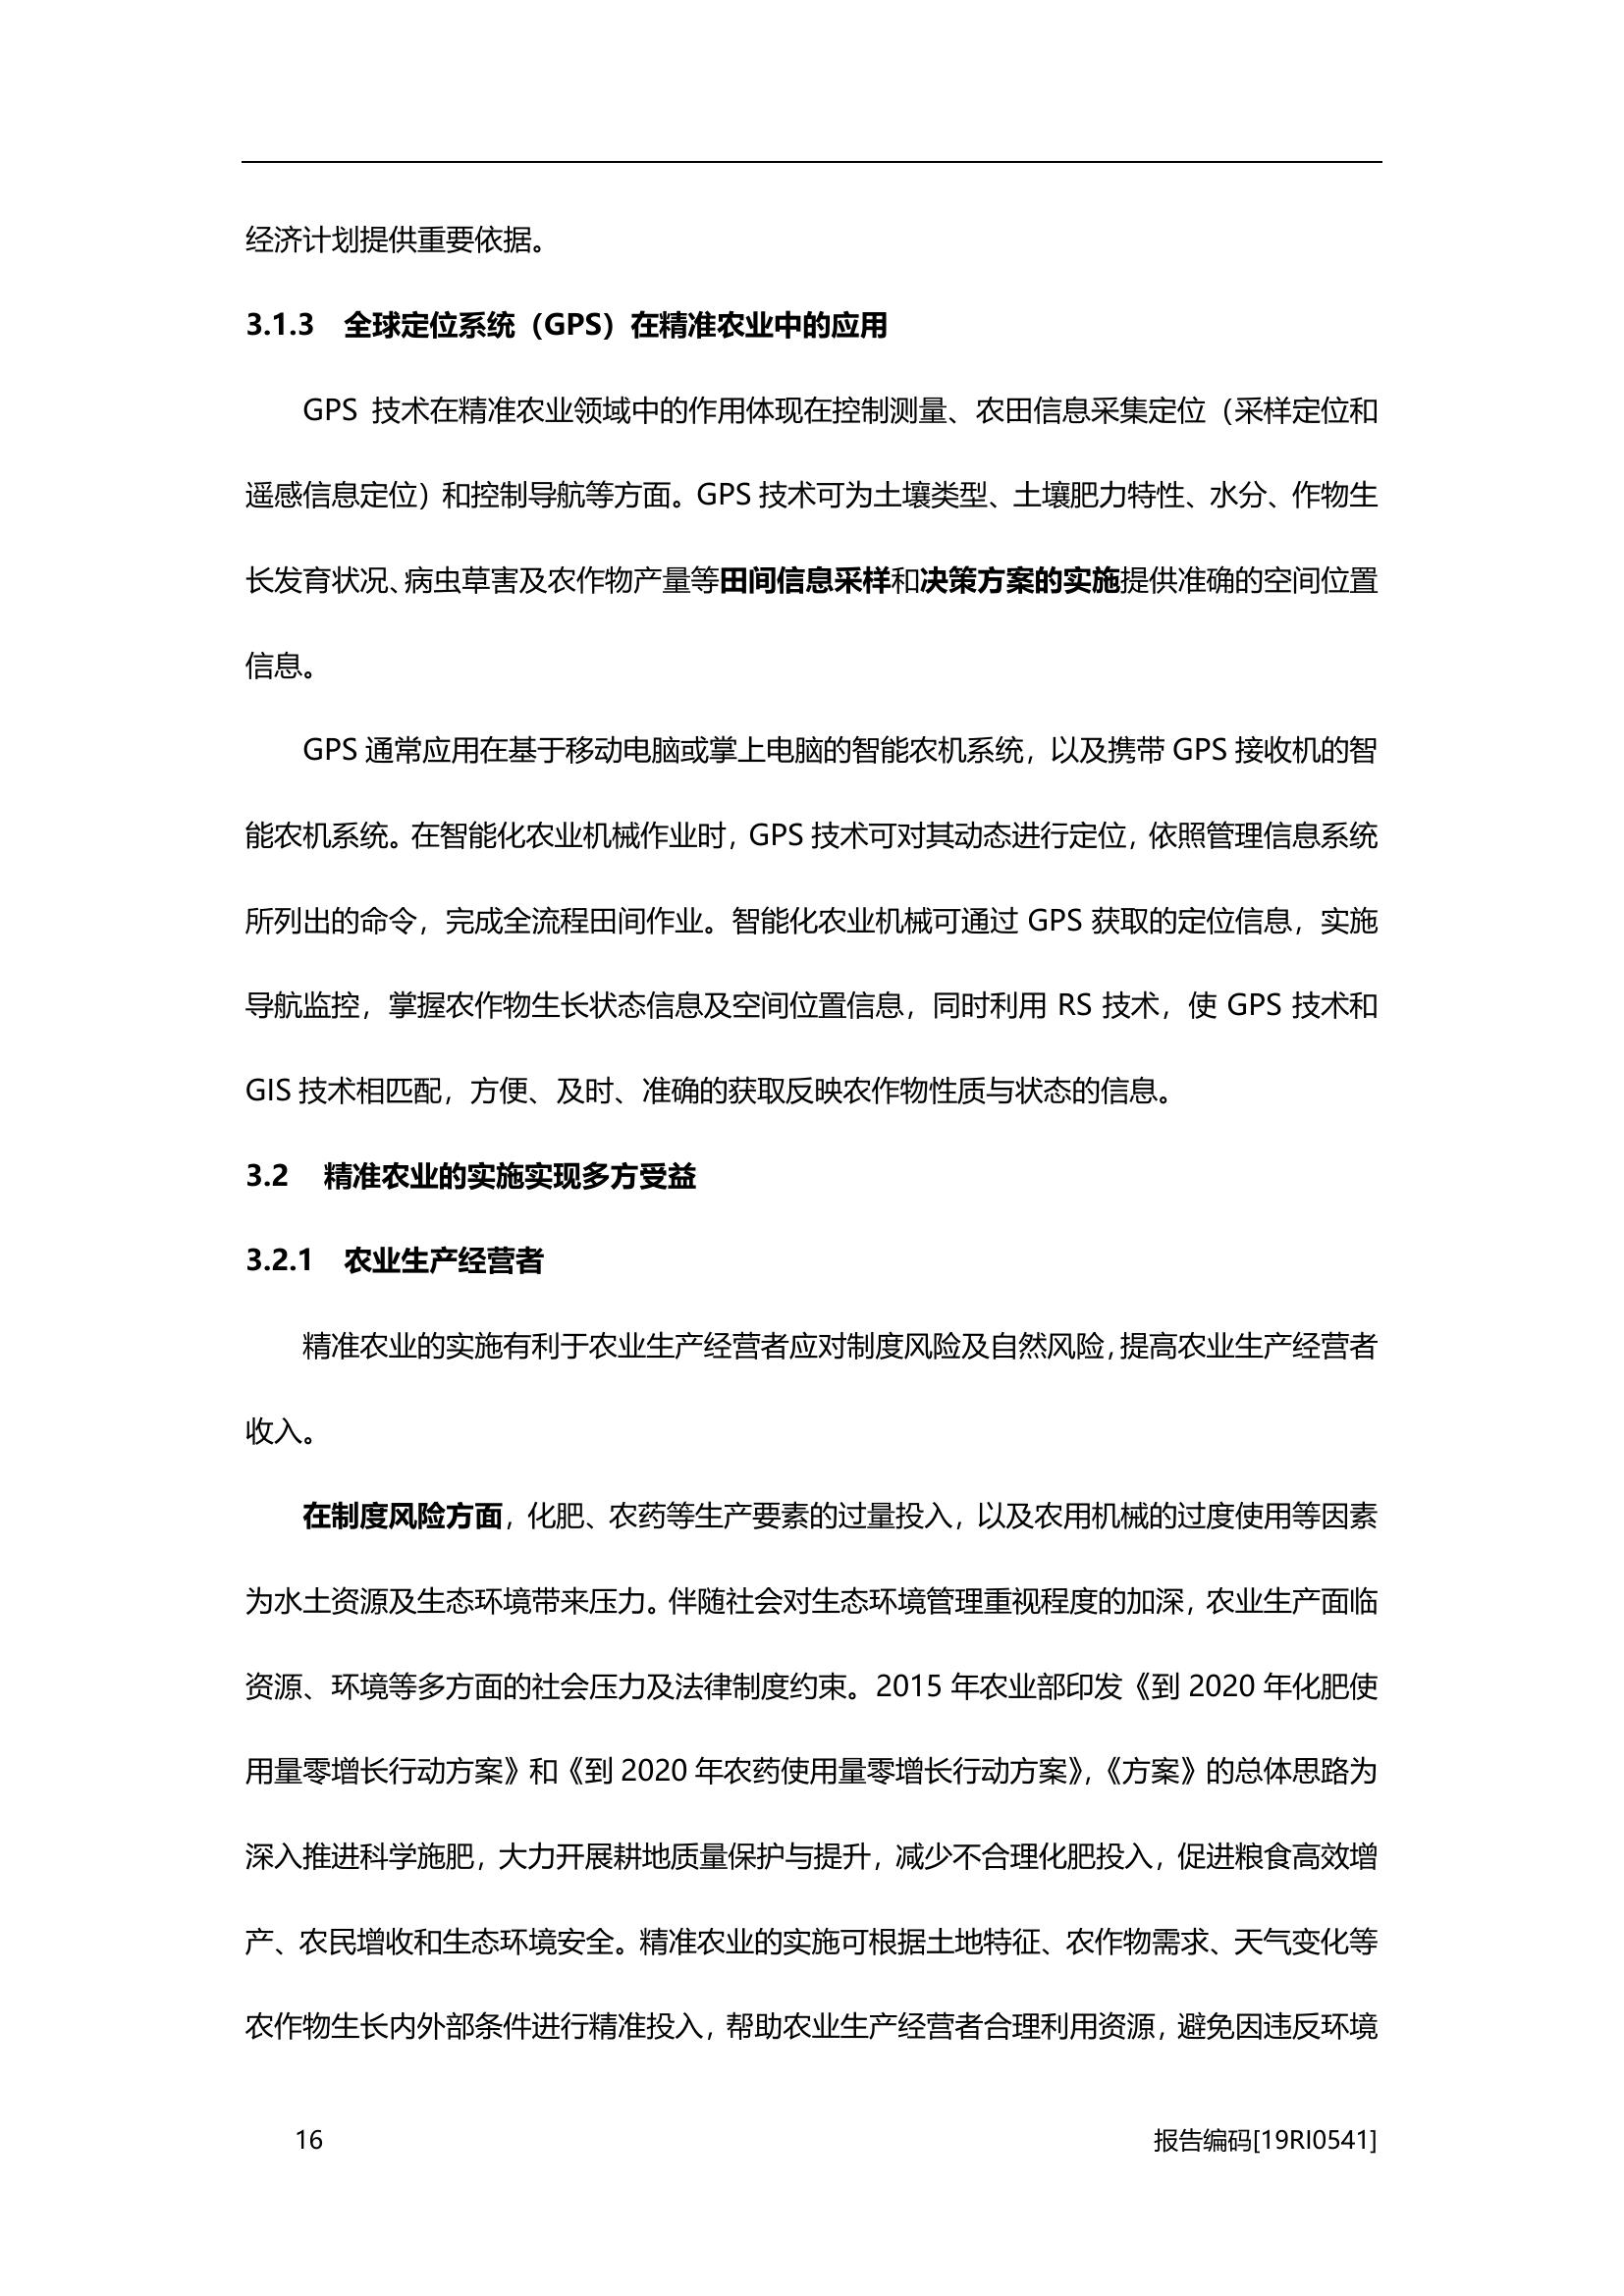 经济计划提供重要依据。
3.1.3 全球定位系统（GPS）在精准农业中的应用
GPS 技术在精准农业领域中的作用体现在控制测量、农田信息采集定位（采样定位和
遥感信息定位）和控制导航等方面。GPS 技术可为土壤类型、土壤肥力特性、水分、作物生
长发育状况、病虫草害及农作物产量等田间信息采样和决策方案的实施提供准确的空间位置
信息。
GPS 通常应用在基于移动电脑或掌上电脑的智能农机系统，以及携带 GPS 接收机的智
能农机系统。在智能化农业机械作业时，GPS 技术可对其动态进行定位，依照管理信息系统
所列出的命令，完成全流程田间作业。智能化农业机械可通过 GPS 获取的定位信息，实施
导航监控，掌握农作物生长状态信息及空间位置信息，同时利用 RS 技术，使 GPS 技术和
GIS 技术相匹配，方便、及时、准确的获取反映农作物性质与状态的信息。
3.2 精准农业的实施实现多方受益
3.2.1 农业生产经营者
精准农业的实施有利于农业生产经营者应对制度风险及自然风险，提高农业生产经营者
收入。
在制度风险方面，化肥、农药等生产要素的过量投入，以及农用机械的过度使用等因素
为水土资源及生态环境带来压力。伴随社会对生态环境管理重视程度的加深，农业生产面临
资源、环境等多方面的社会压力及法律制度约束。2015 年农业部印发《到 2020 年化肥使
用量零增长行动方案》和《到 2020 年农药使用量零增长行动方案》，《方案》的总体思路为
深入推进科学施肥，大力开展耕地质量保护与提升，减少不合理化肥投入，促进粮食高效增
产、农民增收和生态环境安全。精准农业的实施可根据土地特征、农作物需求、天气变化等
农作物生长内外部条件进行精准投入，帮助农业生产经营者合理利用资源，避免因违反环境
16 报告编码[19RI0541]